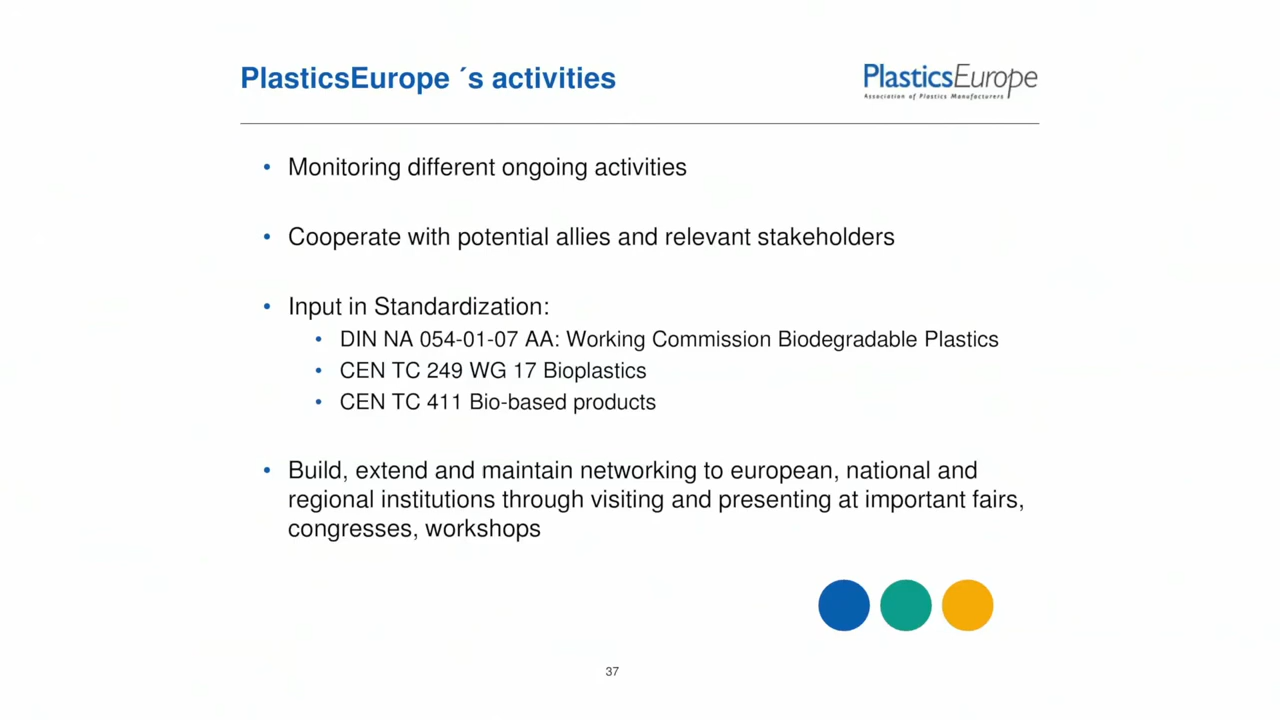 PlasticsEurope ´s activities
PlasticsEurope
Association of Plastics Manufacturers
• Monitoring different ongoing activities
• Cooperate with potential allies and relevant stakeholders
• Input in Standardization:
• DIN NA 054-01-07 AA: Working Commission Biodegradable Plastics
• CEN TC 249 WG 17 Bioplastics
• CEN TC 411 Bio-based products
• Build, extend and maintain networking to european, national and
regional institutions through visiting and presenting at important fairs,
congresses, workshops
37